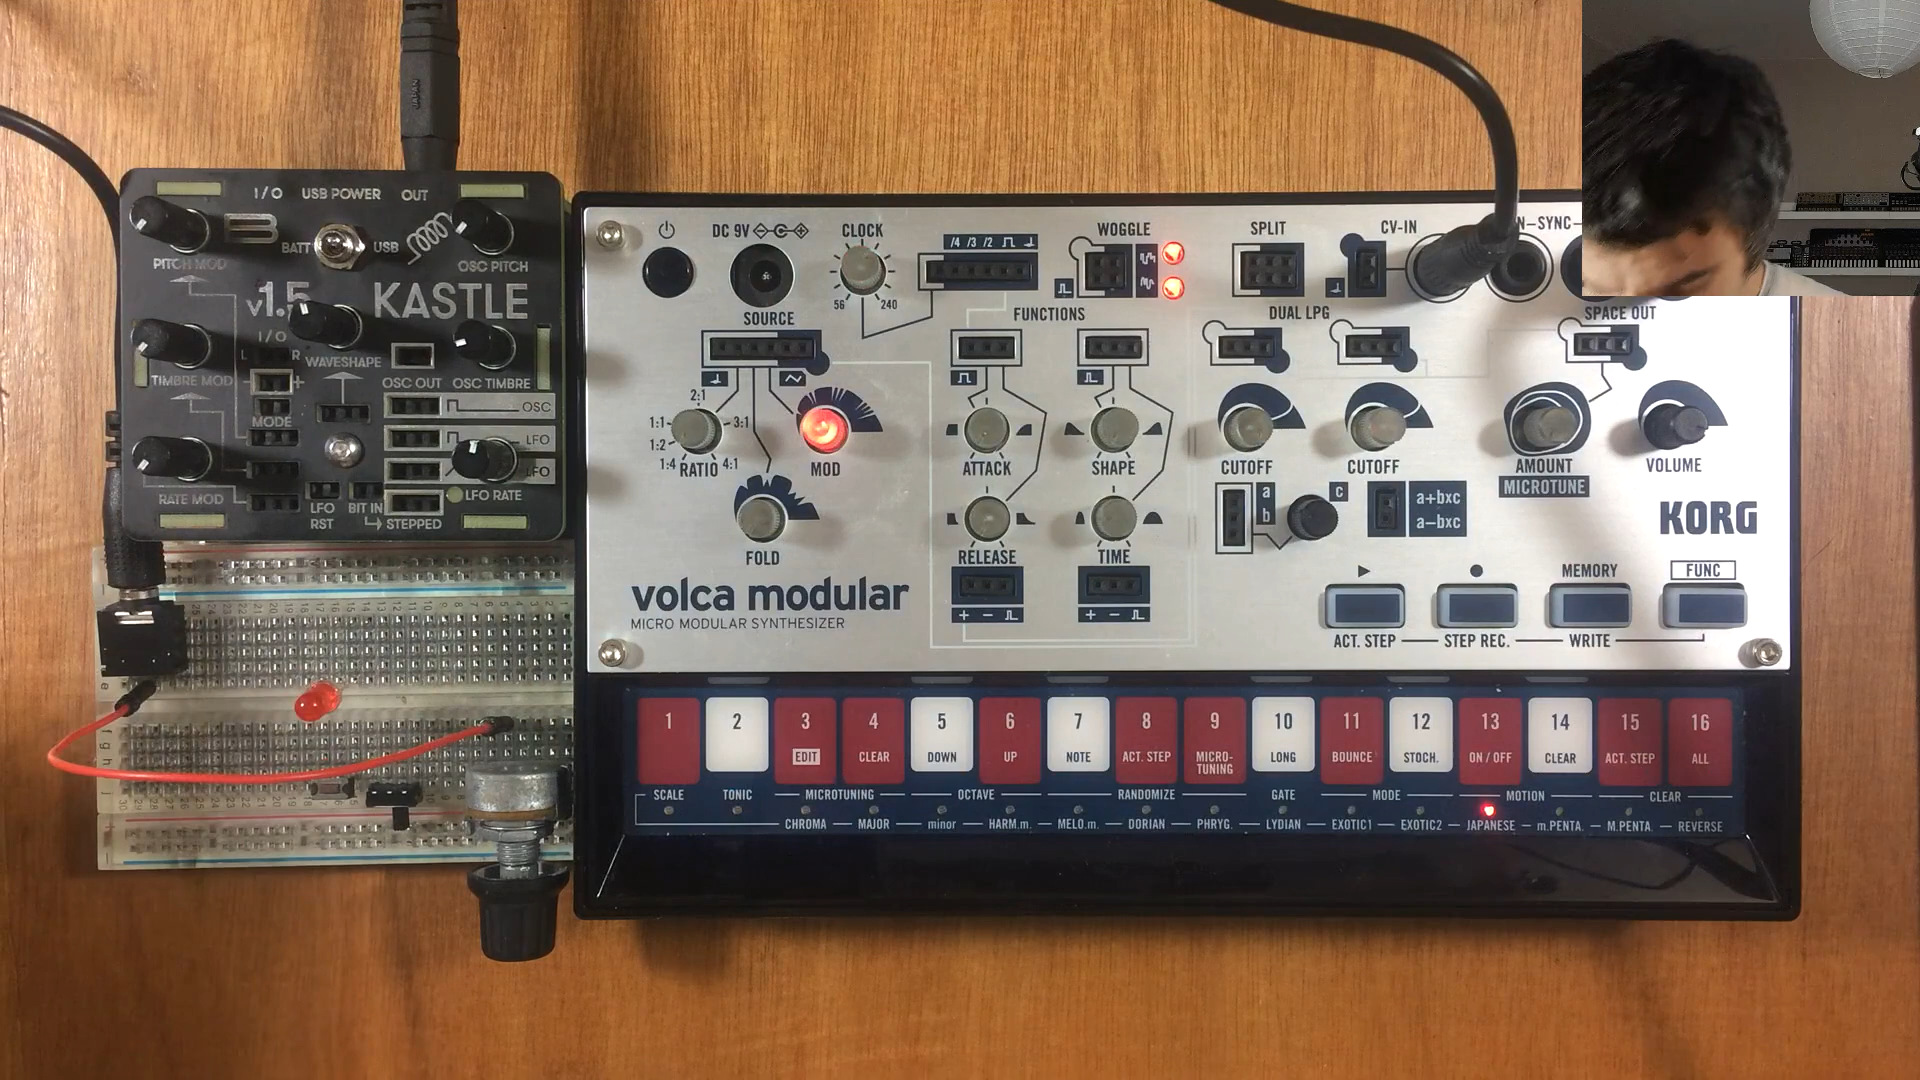 JAPAN
I/O USB POWER OUT
BATT USB
PITCH MOD OSC PITCH
v1.5 KASTLE
I/O
L R
WAVESHAPE
TIMBRE MOD OSC OUT OSC TIMBRE
- +
OSC
MODE
LFO
LFO
RATE MOD LFO RATE
LFO RST BIT IN STEPPED
DC 9V CLOCK /4 /3 /2 WOGGLE SPLIT CV-IN N-SYNC-
56 240
SOURCE FUNCTIONS DUAL LPG SPACE OUT
2:1
1:1 3:1
1:2
1:4 RATIO 4:1 MOD ATTACK SHAPE CUTOFF CUTOFF AMOUNT VOLUME
MICROTUNE
a c a+bxc
b a-bxc
KORG
FOLD RELEASE TIME
MEMORY FUNC
volca modular
MICRO MODULAR SYNTHESIZER
+ - + -
ACT. STEP STEP REC. WRITE
1 2 3 4 5 6 7 8 9 10 11 12 13 14 15 16
EDIT CLEAR DOWN UP NOTE ACT. STEP MICRO-TUNING LONG BOUNCE STOCH. ON / OFF CLEAR ACT. STEP ALL
SCALE TONIC MICROTUNING OCTAVE RANDOMIZE GATE MODE MOTION CLEAR
CHROMA MAJOR minor HARM.m. MELO.m. DORIAN PHRYG. LYDIAN EXOTIC1 EXOTIC2 JAPANESE m.PENTA. M.PENTA. REVERSE